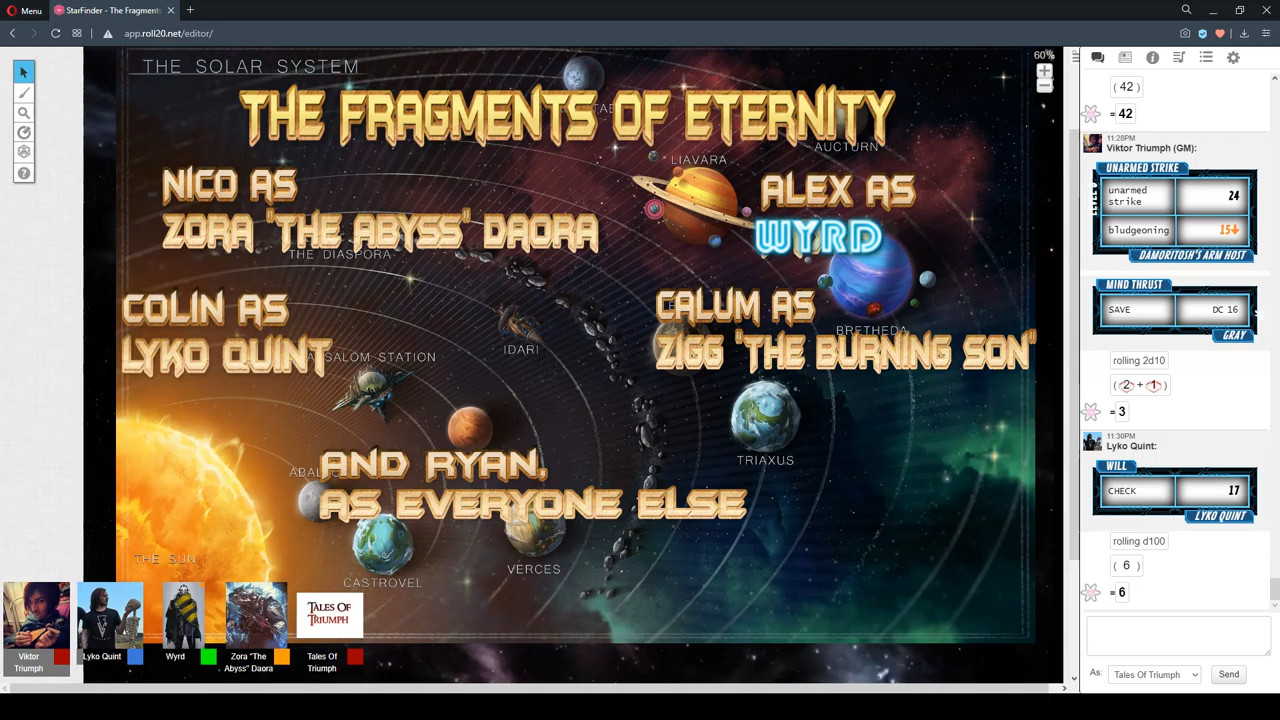 Menu
StarFinder - The Fragments
app.roll20.net/editor/
THE SOLAR SYSTEM
60%
THE FRAGMENTS OF ETERNITY
AUCTURN
LIAVARA
NICO AS
ZORA "THE ABYSS" DAORA
ALEX AS
WYRD
THE DIASPORA
COLIN AS
LYKO QUINT
CALUM AS
ZIGG "THE BURNING SON"
BRETHEDA
IDARI
ABSALOM STATION
TRIAXUS
AND RYAN,
AS EVERYONE ELSE
THE SUN
CASTROVEL
VERCES
Viktor
Triumph
Lyko Quint
Wyrd
Zora "The
Abyss" Daora
TALES OF
TRIUMPH
Tales Of
Triumph
(42)
=42
11:28PM
Viktor Triumph (GM):
UNARMED STRIKE
unarmed
strike
24
bludgeoning
15
DAMORITOSH'S ARM HOST
MIND THRUST
SAVE
DC 16
GRAY
rolling 2d10
(2+1)
=3
11:30PM
Lyko Quint:
WILL
CHECK
17
LYKO QUINT
rolling d100
(6)
=6
As:
Tales Of Triumph
Send